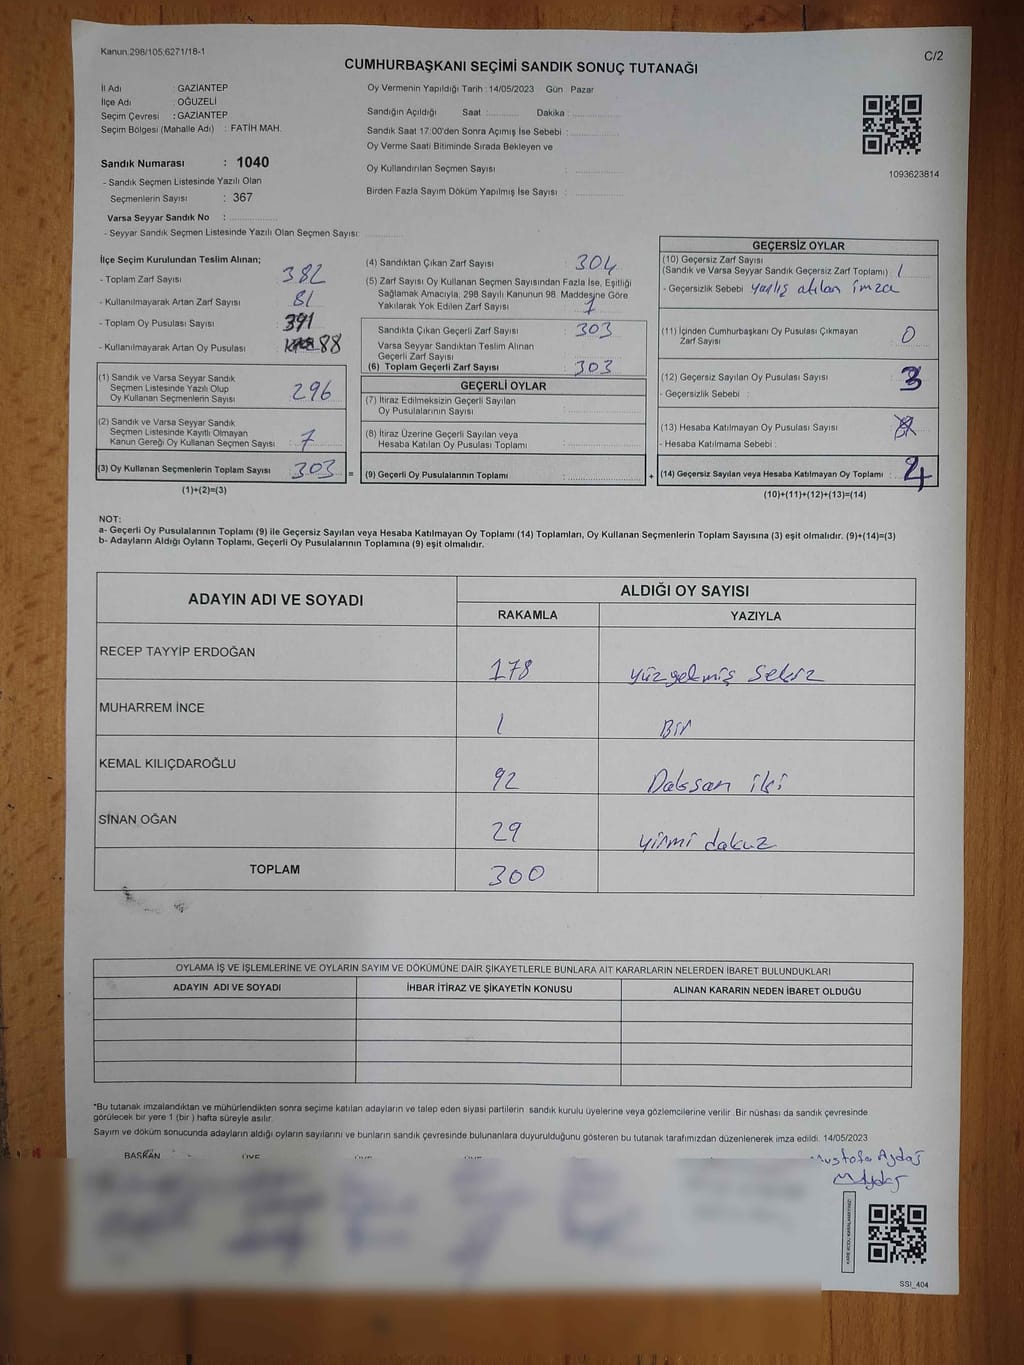 Kanun.298/105,6271/18-1
C/2
CUMHURBAŞKANI SEÇİMİ SANDIK SONUÇ TUTANAĞI
İl Adı : GAZİANTEP
İlçe Adı : OĞUZELİ
Seçim Çevresi : GAZİANTEP
Seçim Bölgesi (Mahalle Adı) : FATİH MAH.
Sandık Numarası : 1040
- Sandık Seçmen Listesinde Yazılı Olan
Seçmenlerin Sayısı : 367
Varsa Seyyar Sandık No :
- Seyyar Sandık Seçmen Listesinde Yazılı Olan Seçmen Sayısı:
Oy Vermenin Yapıldığı Tarih : 14/05/2023 Gün Pazar
Sandığın Açıldığı Saat : Dakika :
Sandık Saat 17:00'den Sonra Açımış İse Sebebi :
Oy Verme Saati Bitiminde Sırada Bekleyen ve
Oy Kullandırılan Seçmen Sayısı :
Birden Fazla Sayım Döküm Yapılmış İse Sayısı :
1093623814
İlçe Seçim Kurulundan Teslim Alınan;
- Toplam Zarf Sayısı : 382
- Kullanılmayarak Artan Zarf Sayısı : 81
- Toplam Oy Pusulası Sayısı : 391
- Kullanılmayarak Artan Oy Pusulası : 88
(1) Sandık ve Varsa Seyyar Sandık
Seçmen Listesinde Yazılı Olup
Oy Kullanan Seçmenlerin Sayısı : 296
(2) Sandık ve Varsa Seyyar Sandık
Seçmen Listesinde Kayıtlı Olmayan
Kanun Gereği Oy Kullanan Seçmen Sayısı : 7
(3) Oy Kullanan Seçmenlerin Toplam Sayısı : 303 =
(1)+(2)=(3)
(4) Sandıktan Çıkan Zarf Sayısı : 304
(5) Zarf Sayısı Oy Kullanan Seçmen Sayısından Fazla İse, Eşitliği
Sağlamak Amacıyla, 298 Sayılı Kanunun 98. Maddesine Göre
Yakılarak Yok Edilen Zarf Sayısı : 1
Sandıkta Çıkan Geçerli Zarf Sayısı : 303
Varsa Seyyar Sandıktan Teslim Alınan
Geçerli Zarf Sayısı :
(6) Toplam Geçerli Zarf Sayısı : 303
GEÇERLİ OYLAR
(7) İtiraz Edilmeksizin Geçerli Sayılan
Oy Pusulalarının Sayısı :
(8) İtiraz Üzerine Geçerli Sayılan veya
Hesaba Katılan Oy Pusulası Toplamı :
(9) Geçerli Oy Pusulalarının Toplamı : +
GEÇERSİZ OYLAR
(10) Geçersiz Zarf Sayısı
(Sandık ve Varsa Seyyar Sandık Geçersiz Zarf Toplamı) : 1
- Geçersizlik Sebebi : yanlış atılan imza
(11) İçinden Cumhurbaşkanı Oy Pusulası Çıkmayan
Zarf Sayısı : 0
(12) Geçersiz Sayılan Oy Pusulası Sayısı : 3
- Geçersizlik Sebebi :
(13) Hesaba Katılmayan Oy Pusulası Sayısı :
- Hesaba Katılmama Sebebi :
(14) Geçersiz Sayılan veya Hesaba Katılmayan Oy Toplamı : 4
(10)+(11)+(12)+(13)=(14)
NOT:
a- Geçerli Oy Pusulalarının Toplamı (9) ile Geçersiz Sayılan veya Hesaba Katılmayan Oy Toplamı (14) Toplamları, Oy Kullanan Seçmenlerin Toplam Sayısına (3) eşit olmalıdır. (9)+(14)=(3)
b- Adayların Aldığı Oyların Toplamı, Geçerli Oy Pusulalarının Toplamına (9) eşit olmalıdır.
ADAYIN ADI VE SOYADI
ALDIĞI OY SAYISI
RAKAMLA YAZIYLA
RECEP TAYYİP ERDOĞAN 178 yüzyetmiş sekiz
MUHARREM İNCE 1 Bir
KEMAL KILIÇDAROĞLU 92 Doksan iki
SİNAN OĞAN 29 yirmi dokuz
TOPLAM 300
OYLAMA İŞ VE İŞLEMLERİNE VE OYLARIN SAYIM VE DÖKÜMÜNE DAİR ŞİKAYETLERLE BUNLARA AİT KARARLARIN NELERDEN İBARET BULUNDUKLARI
ADAYIN ADI VE SOYADI İHBAR İTİRAZ VE ŞİKAYETİN KONUSU ALINAN KARARIN NEDEN İBARET OLDUĞU
*Bu tutanak imzalandıktan ve mühürlendikten sonra seçime katılan adayların ve talep eden siyasi partilerin sandık kurulu üyelerine veya gözlemcilerine verilir .Bir nüshası da sandık çevresinde
görülecek bir yere 1 (bir ) hafta süreyle asılır.
Sayım ve döküm sonucunda adayların aldığı oyların sayılarını ve bunların sandık çevresinde bulunanlara duyurulduğunu gösteren bu tutanak tarafımızdan düzenlenerek imza edildi. 14/05/2023
BAŞKAN ÜYE
Mustafa Aydaş
KARE KODU KARALAMAYINIZ!
SSI_404